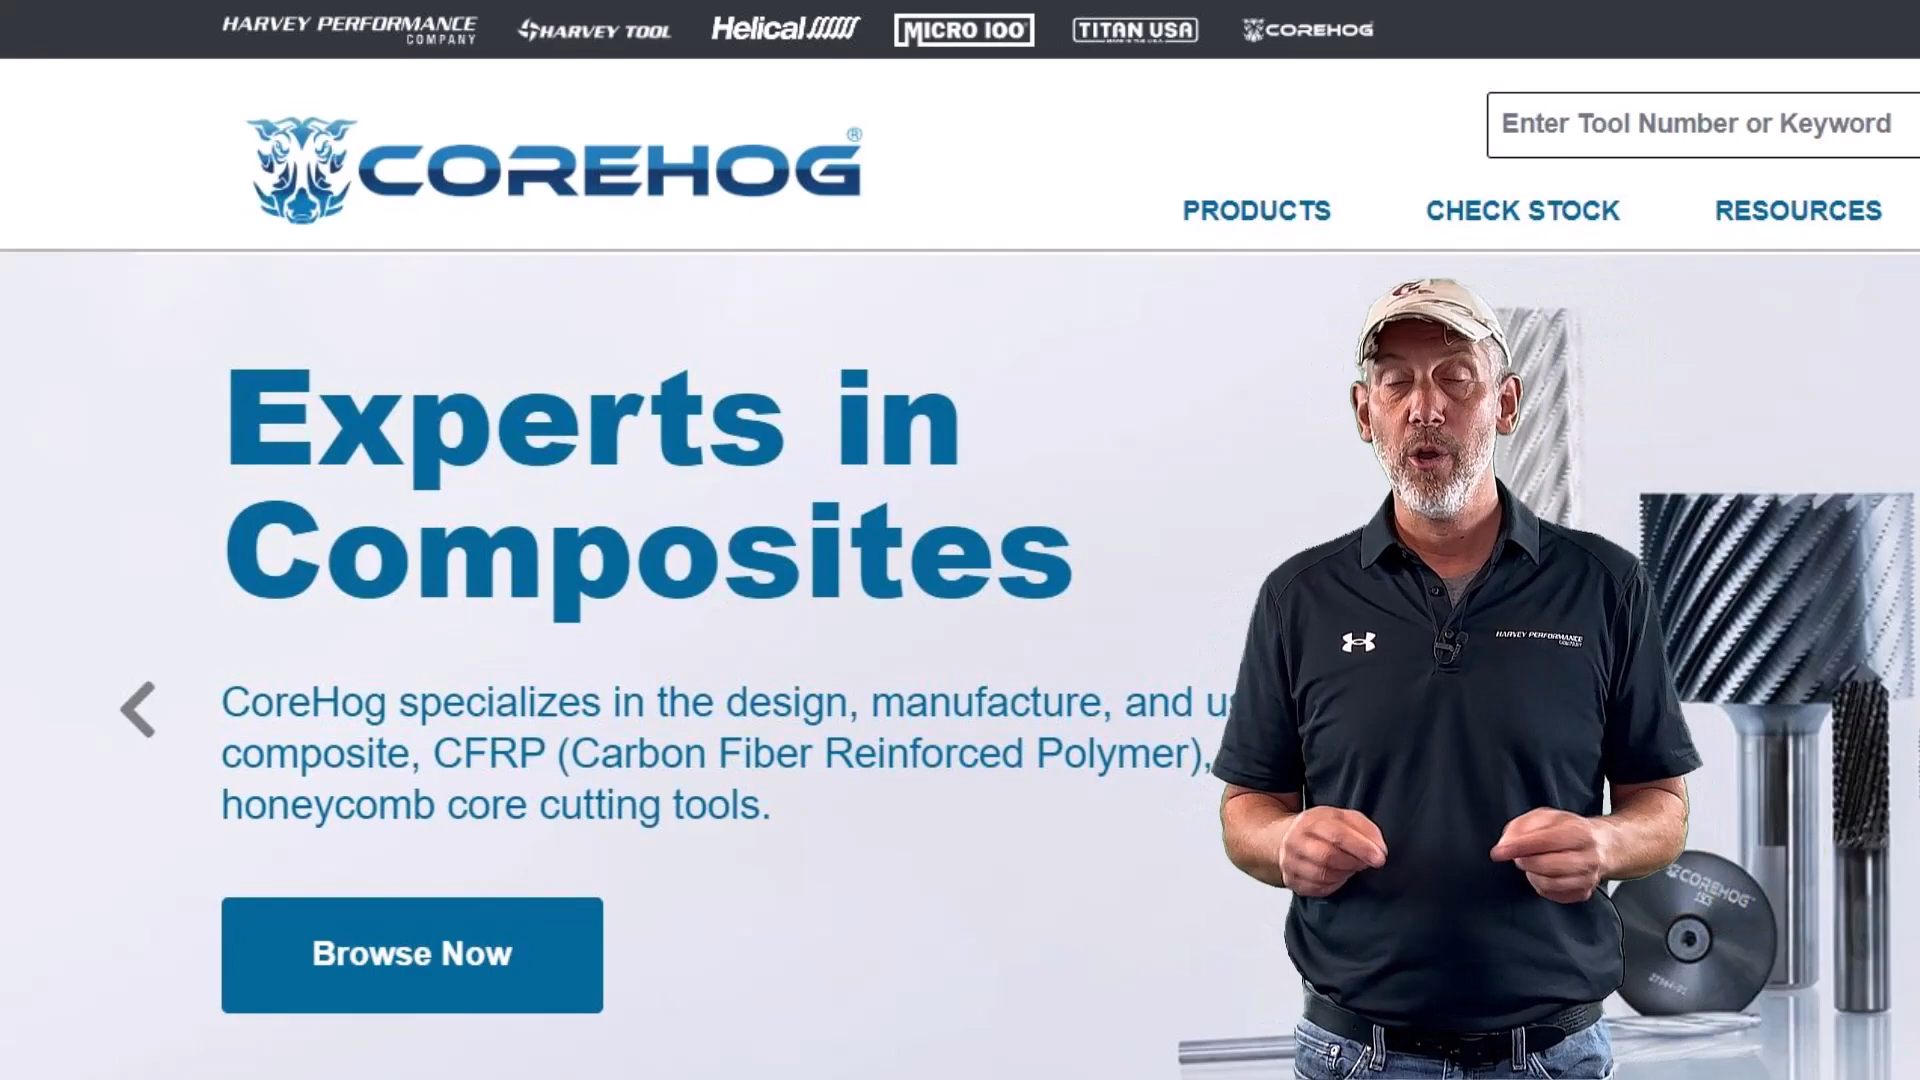 HARVEY PERFORMANCE
COMPANY
HARVEY TOOL
Helical
MICRO 100
TITAN USA
COREHOG
COREHOG®
Enter Tool Number or Keyword
PRODUCTS
CHECK STOCK
RESOURCES
Experts in
Composites
CoreHog specializes in the design, manufacture, and
composite, CFRP (Carbon Fiber Reinforced Polymer),
honeycomb core cutting tools.
Browse Now
HARVEY PERFORMANCE
COMPANY
COREHOG